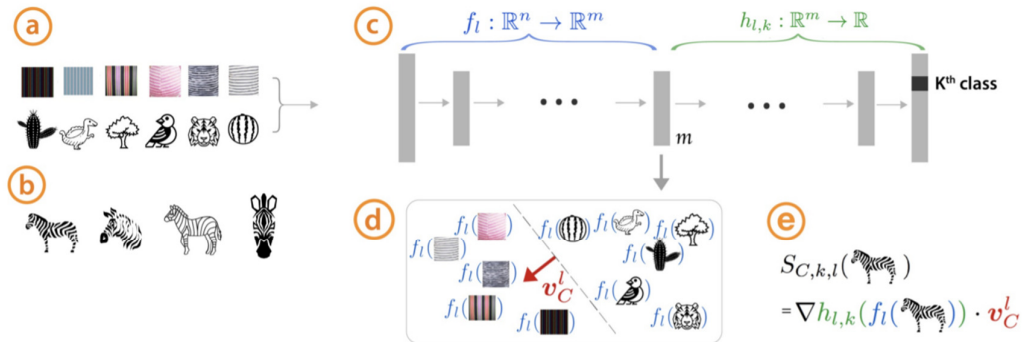 a
b
c
f_l : ℝ^n → ℝ^m
h_{l,k} : ℝ^m → ℝ
K^th class
m
d
f_l( )
f_l( )
f_l( )
f_l( )
f_l( )
f_l( )
f_l( )
f_l( )
f_l( )
f_l( )
f_l( )
v_C^l
e
S_{C,k,l}( )
= ∇h_{l,k}(f_l( )) · v_C^l